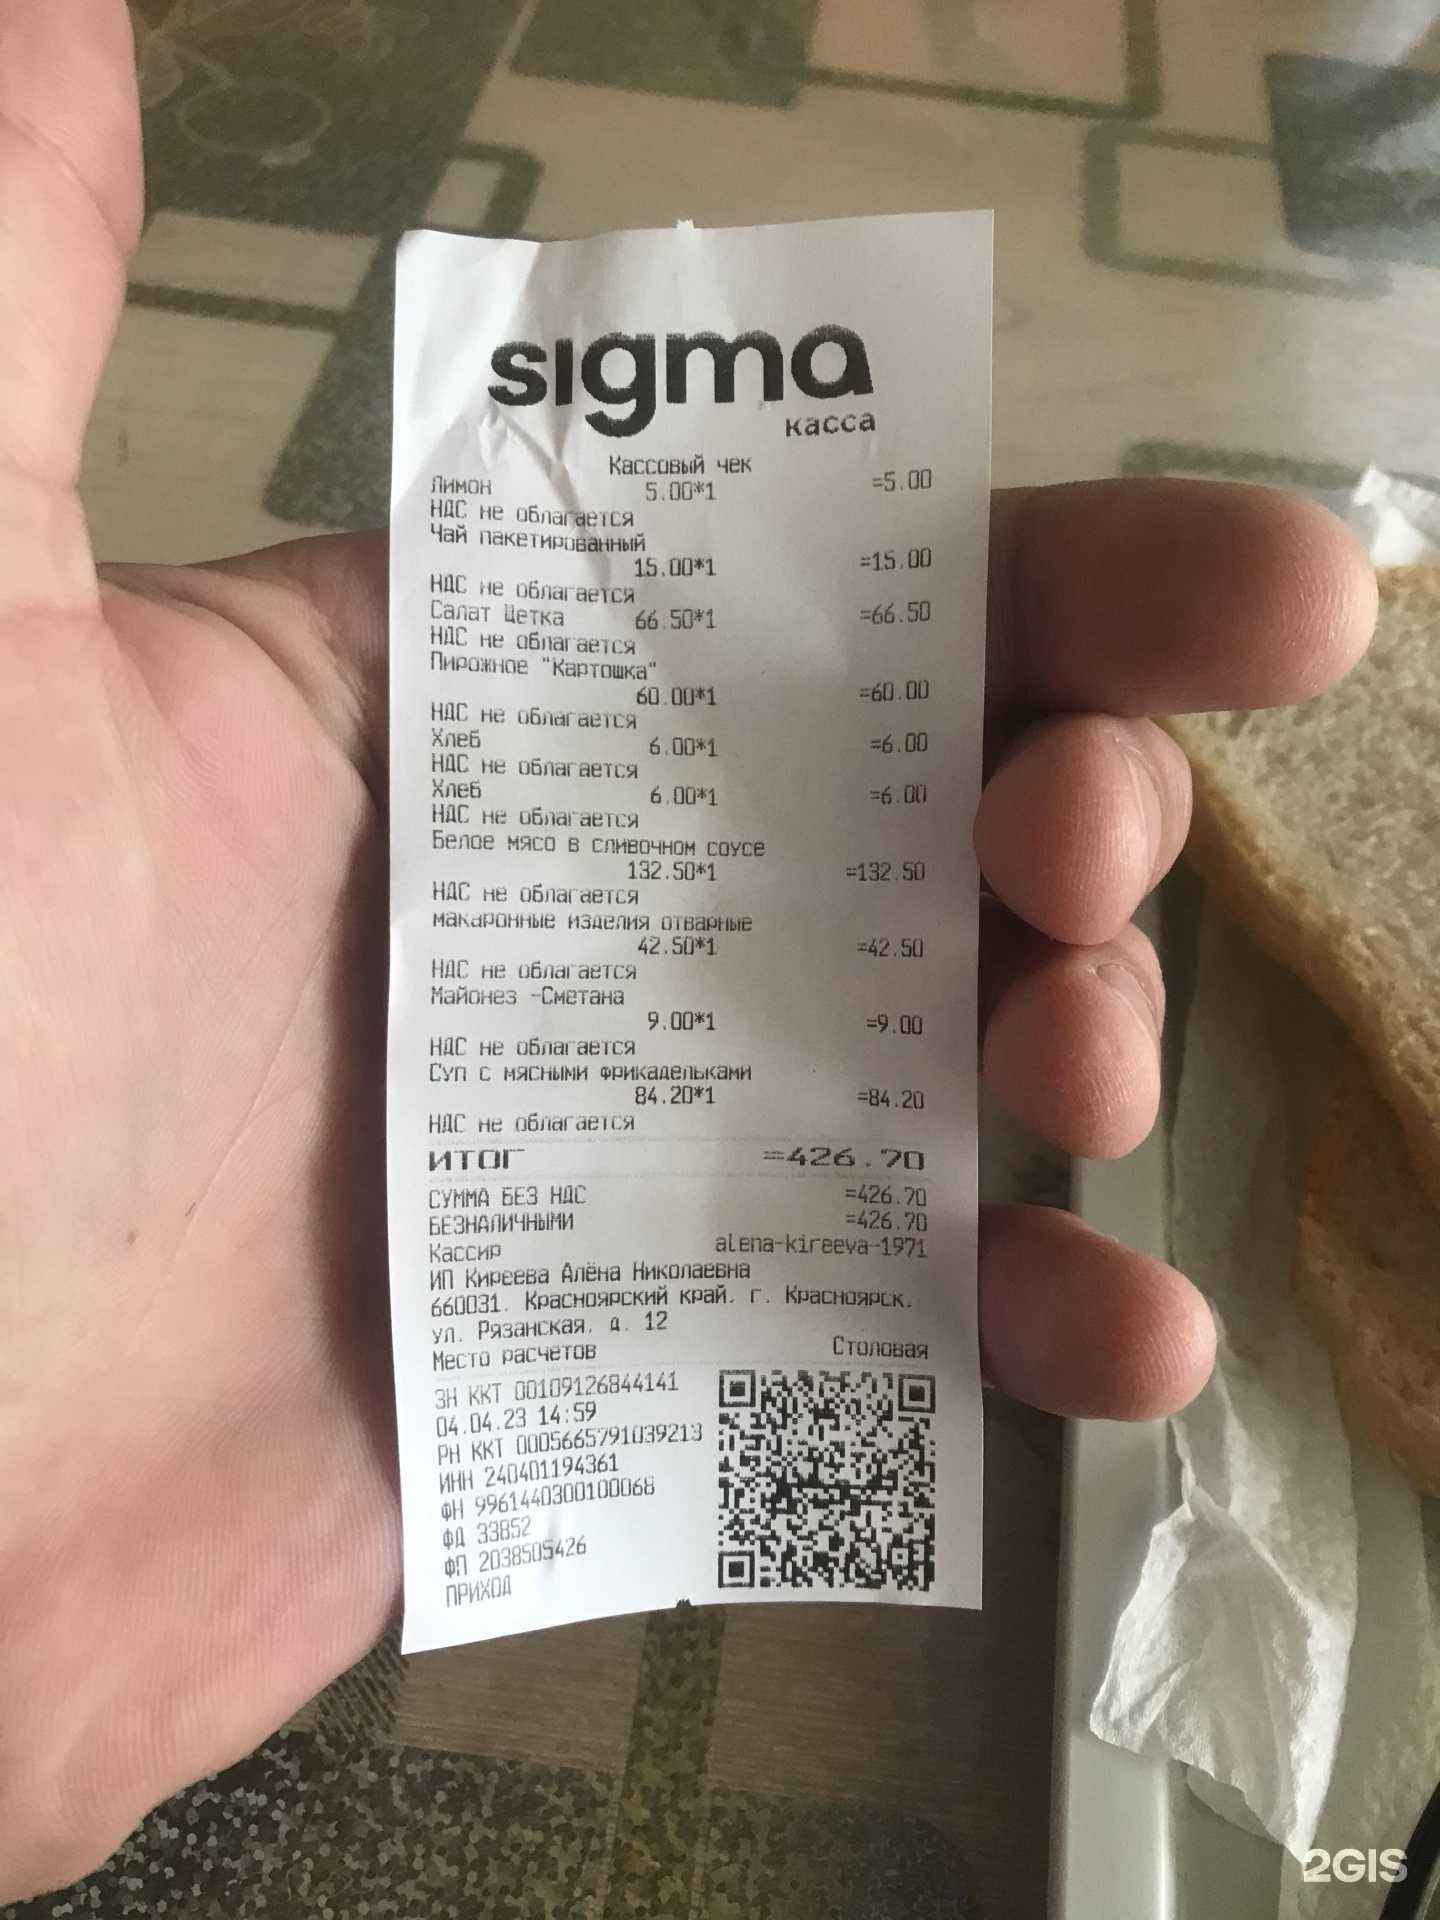 sigma
касса
Кассовый чек
Лимон 5.00*1 =5.00
НДС не облагается
Чай пакетированный
15.00*1 =15.00
НДС не облагается
Салат Щетка 66.50*1 =66.50
НДС не облагается
Пирожное "Картошка"
60.00*1 =60.00
НДС не облагается
Хлеб 6.00*1 =6.00
НДС не облагается
Хлеб 6.00*1 =6.00
НДС не облагается
Белое мясо в сливочном соусе
132.50*1 =132.50
НДС не облагается
макаронные изделия отварные
42.50*1 =42.50
НДС не облагается
Майонез -Сметана
9.00*1 =9.00
НДС не облагается
Суп с мясными фрикадельками
84.20*1 =84.20
НДС не облагается
ИТОГ =426.70
СУММА БЕЗ НДС =426.70
БЕЗНАЛИЧНЫМИ =426.70
Кассир alena-kireeva-1971
ИП Киреева Алёна Николаевна
660031. Красноярский край. г. Красноярск.
ул. Рязанская. д. 12
Место расчетов Столовая
ЗН ККТ 00109126844141
04.04.23 14:59
РН ККТ 0005665791039213
ИНН 240401194361
ФН 9961440300100068
ФД 33852
ФП 2038505426
ПРИХОД
2GIS